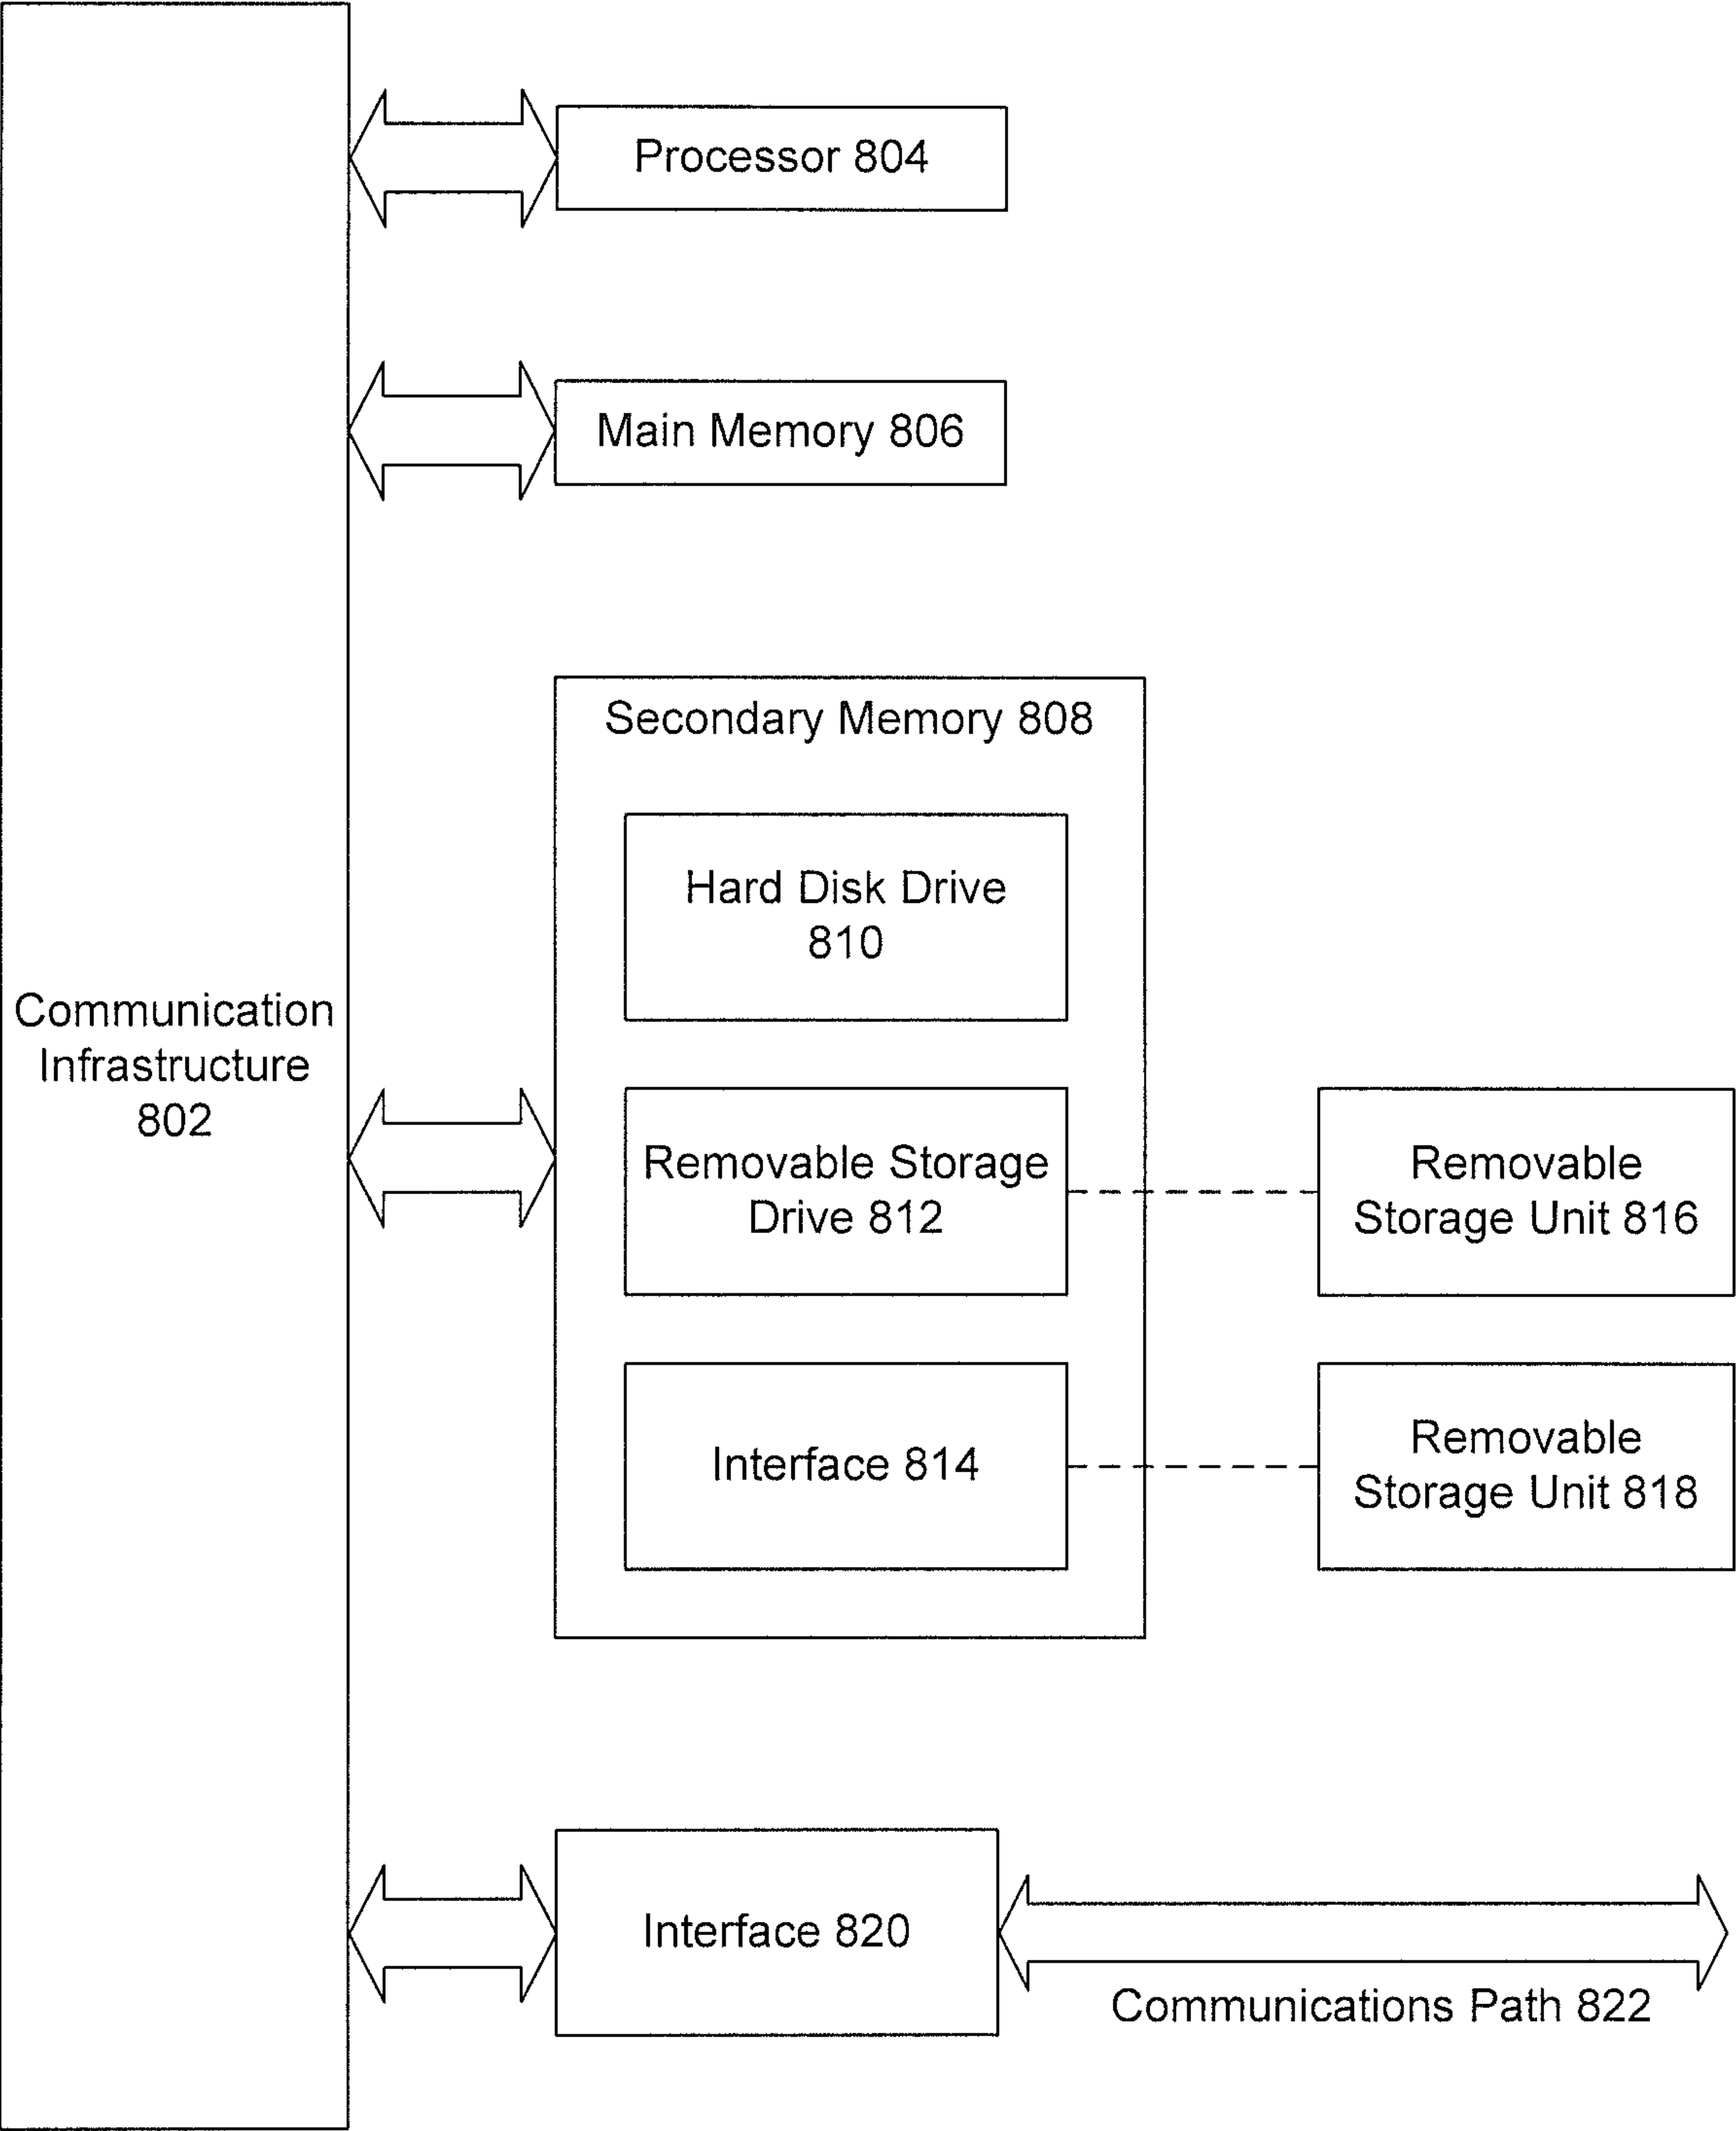 Processor 804
Main Memory 806
Secondary Memory 808
Hard Disk Drive
810
Communication
Infrastructure
802
Removable Storage
Drive 812
Removable
Storage Unit 816
Interface 814
Removable
Storage Unit 818
Interface 820
Communications Path 822